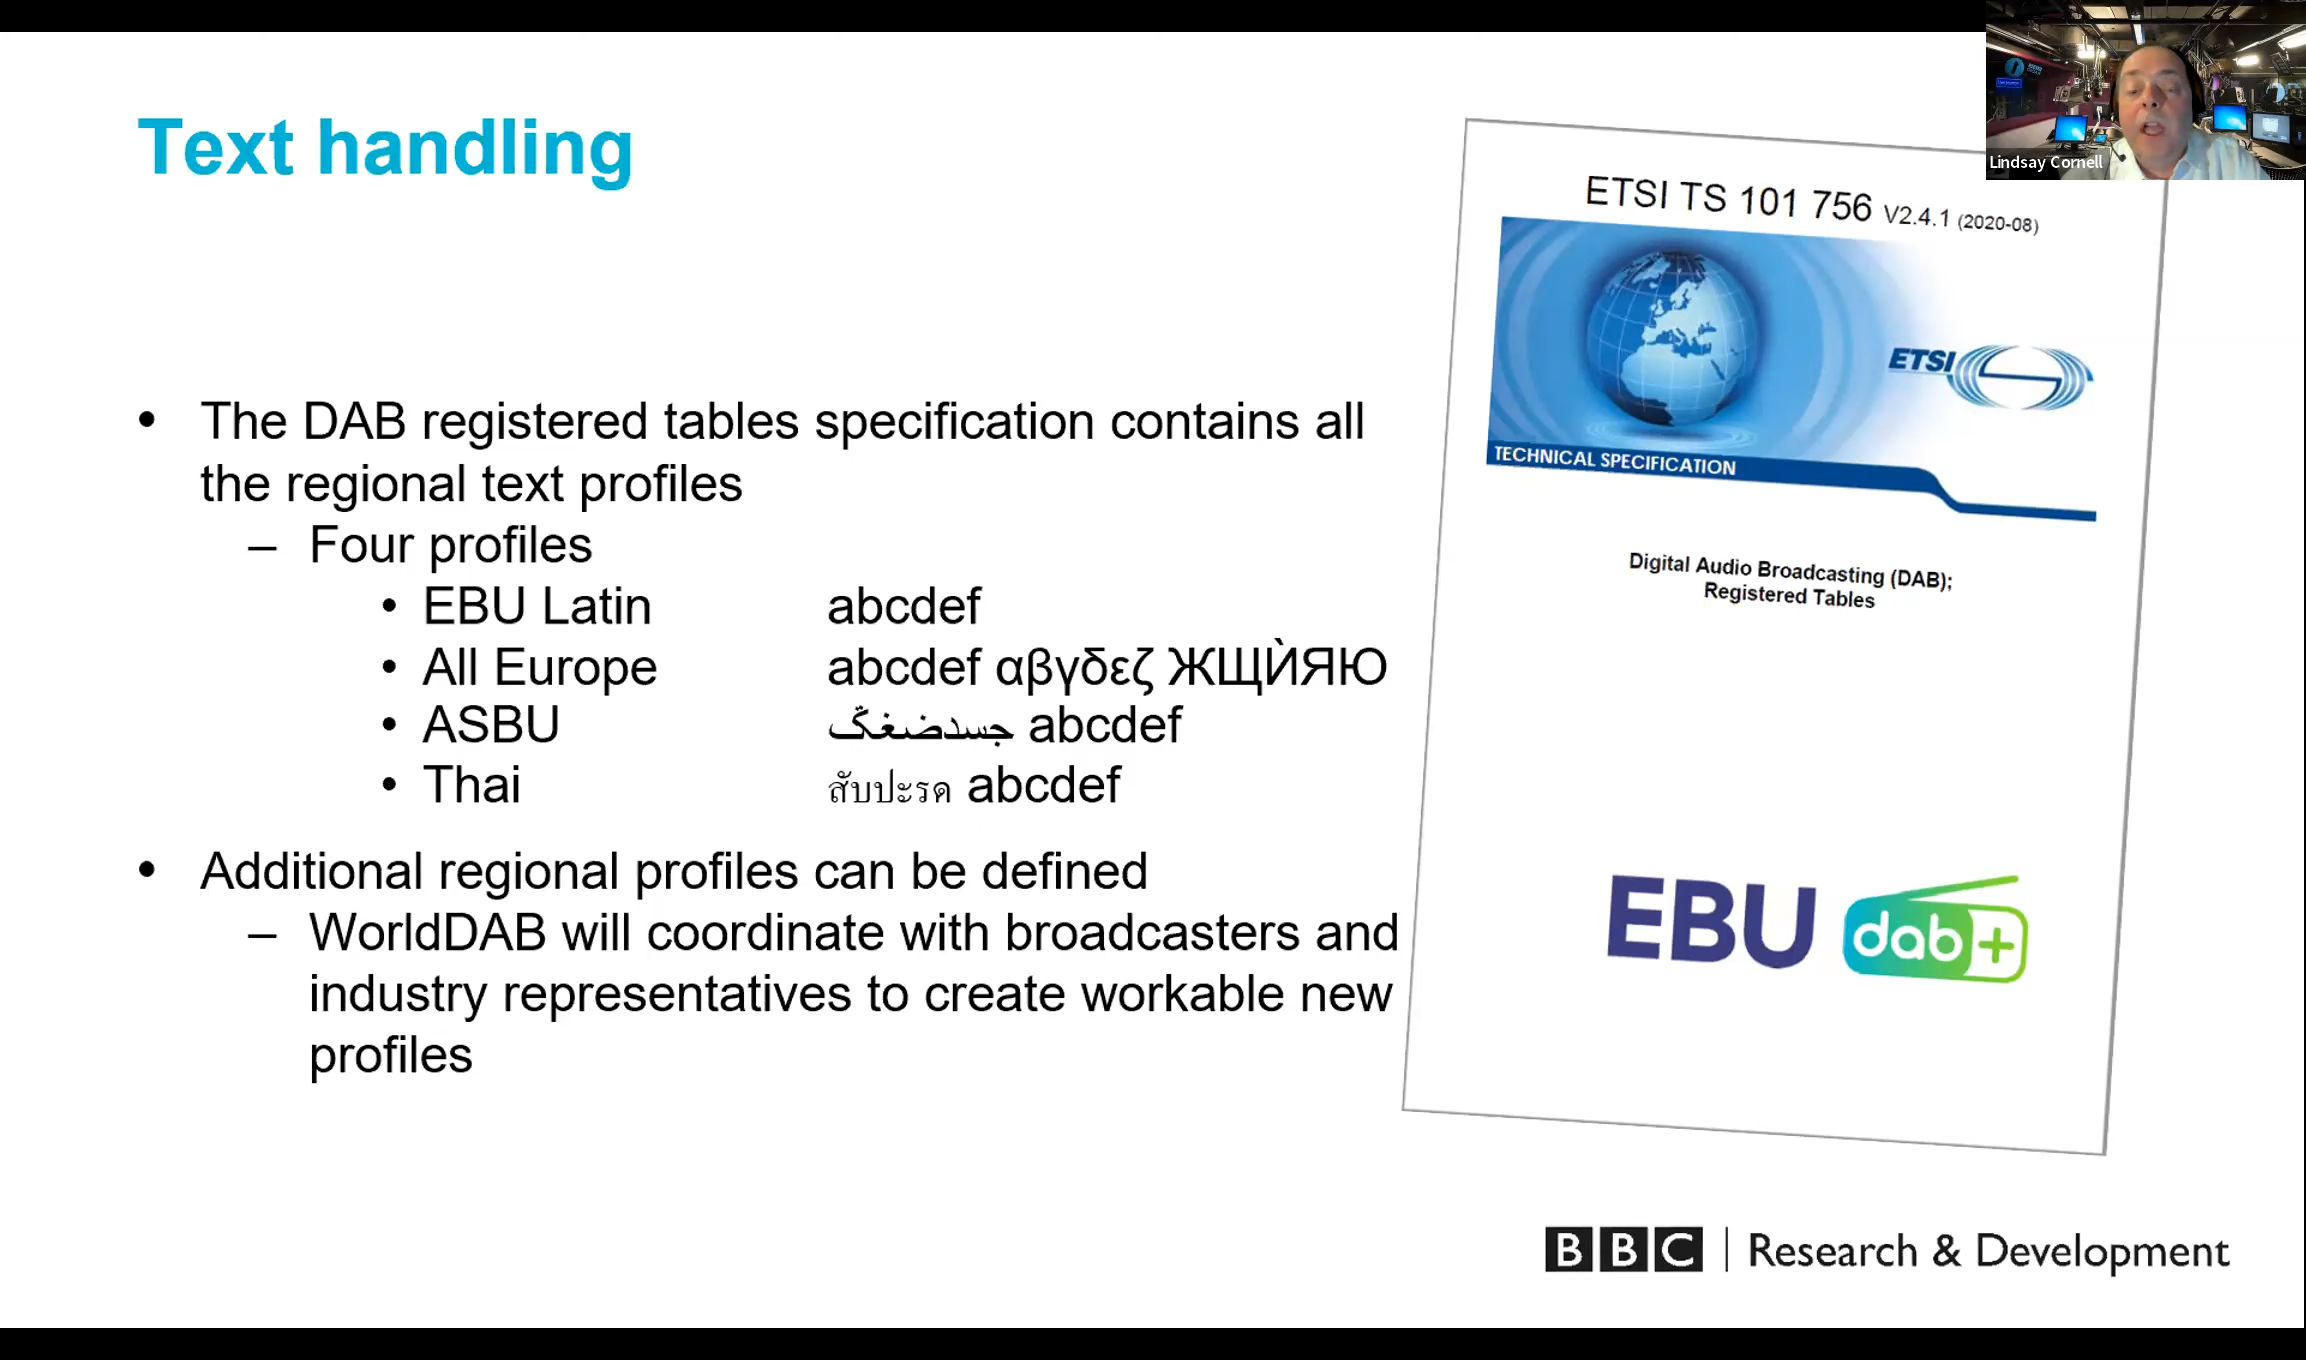 Text handling
Lindsay Cornell
• The DAB registered tables specification contains all
the regional text profiles
– Four profiles
• EBU Latin abcdef
• All Europe abcdef αβγδεζ ЖЩЍЯЮ
• ASBU جسدضغڭ abcdef
• Thai สับปะรด abcdef
• Additional regional profiles can be defined
– WorldDAB will coordinate with broadcasters and
industry representatives to create workable new
profiles
ETSI TS 101 756 V2.4.1 (2020-08)
ETSI
TECHNICAL SPECIFICATION
Digital Audio Broadcasting (DAB);
Registered Tables
EBU dab+
BBC | Research & Development